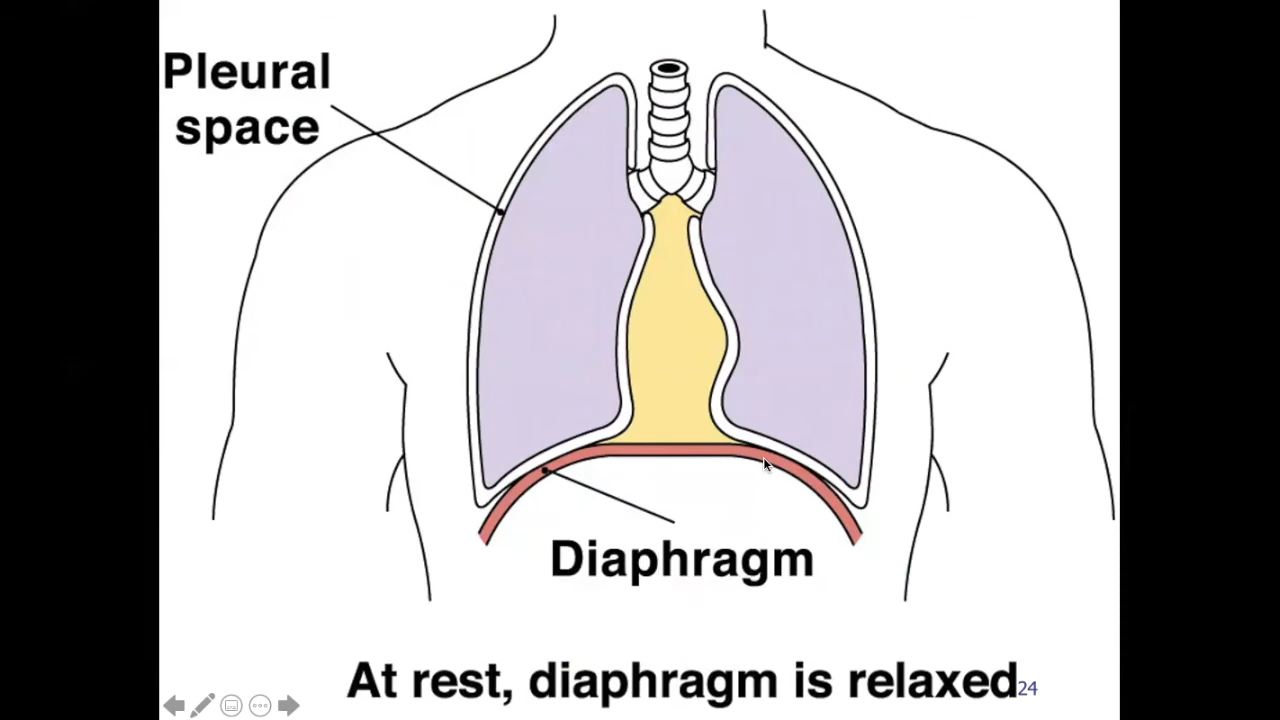 Pleural
space
Diaphragm
At rest, diaphragm is relaxed
24